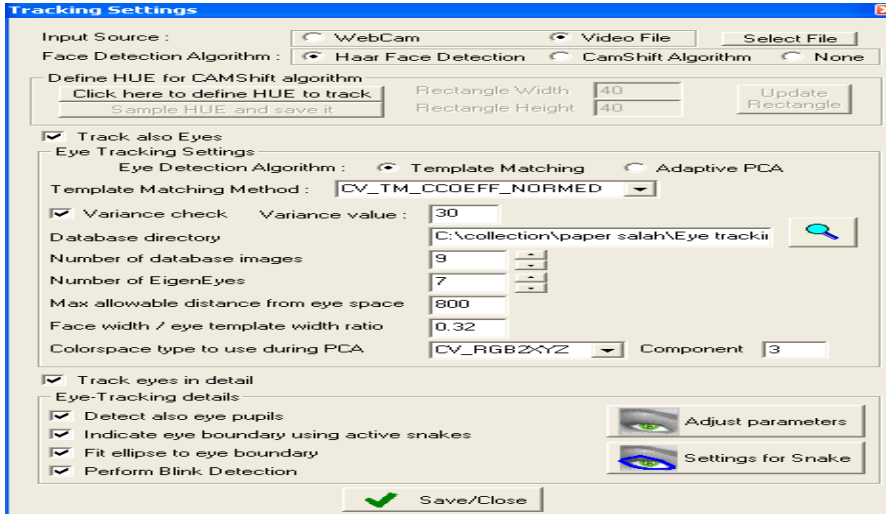 Tracking Settings
Input Source : WebCam Video File Select File
Face Detection Algorithm : Haar Face Detection CamShift Algorithm None
Define HUE for CAMShift algorithm
Click here to define HUE to track Rectangle Width 40 Update Rectangle
Sample HUE and save it Rectangle Height 40
Track also Eyes
Eye Tracking Settings
Eye Detection Algorithm : Template Matching Adaptive PCA
Template Matching Method : CV_TM_CCOEFF_NORMED
Variance check Variance value : 30
Database directory C:\collection\paper salah\Eye trackin
Number of database images 9
Number of EigenEyes 7
Max allowable distance from eye space 800
Face width / eye template width ratio 0.32
Colorspace type to use during PCA CV_RGB2XYZ Component 3
Track eyes in detail
Eye-Tracking details
Detect also eye pupils Adjust parameters
Indicate eye boundary using active snakes
Fit ellipse to eye boundary Settings for Snake
Perform Blink Detection
Save/Close